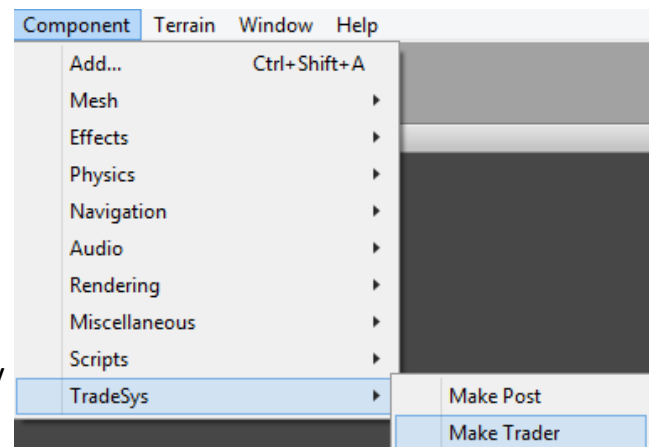 Component Terrain Window Help
Add... Ctrl+Shift+A
Mesh
Effects
Physics
Navigation
Audio
Rendering
Miscellaneous
Scripts
TradeSys
Make Post
Make Trader